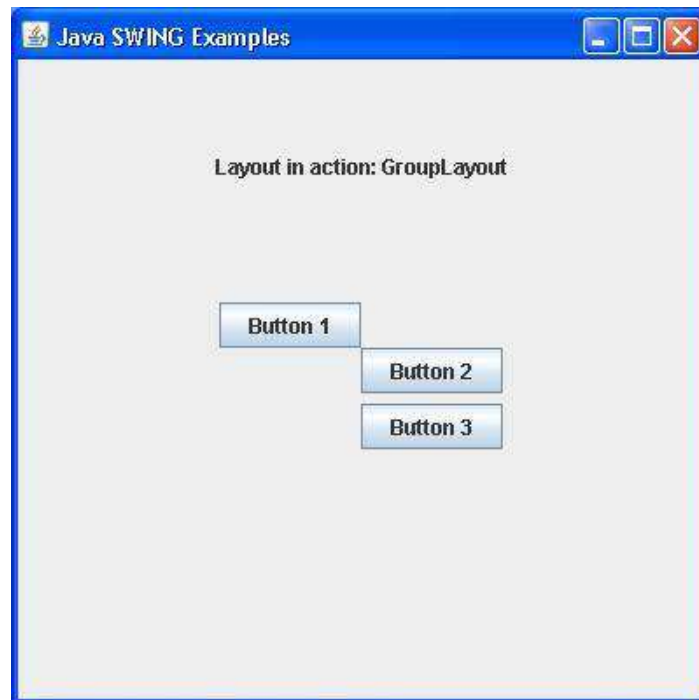 Java SWING Examples
Layout in action: GroupLayout
Button 1
Button 2
Button 3